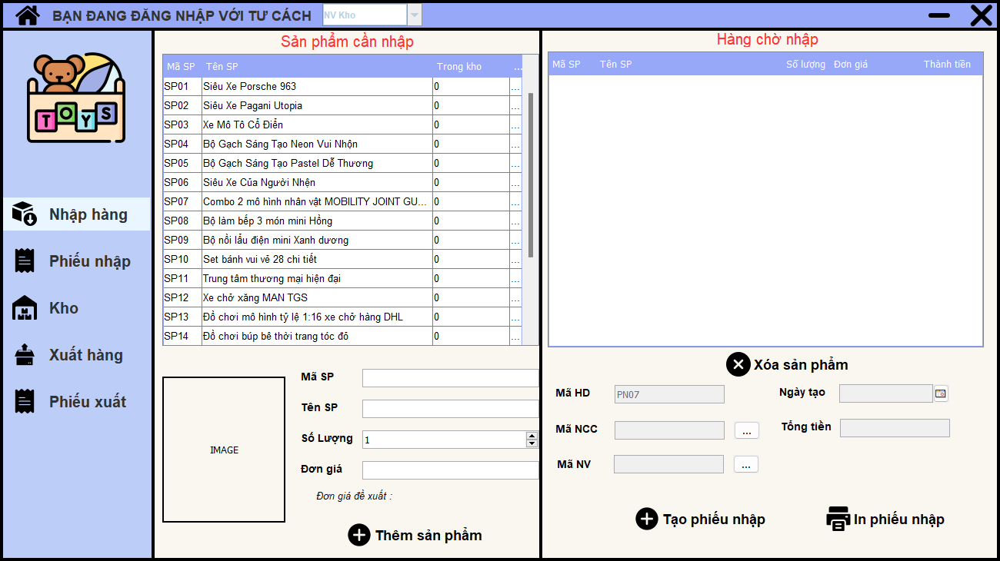 BẠN ĐANG ĐĂNG NHẬP VỚI TƯ CÁCH NV Kho
TOYS
Nhập hàng
Phiếu nhập
Kho
Xuất hàng
Phiếu xuất
Sản phẩm cần nhập
Mã SP Tên SP Trong kho ...
SP01 Siêu Xe Porsche 963 0 ...
SP02 Siêu Xe Pagani Utopia 0 ...
SP03 Xe Mô Tô Cổ Điển 0 ...
SP04 Bộ Gạch Sáng Tạo Neon Vui Nhộn 0 ...
SP05 Bộ Gạch Sáng Tạo Pastel Dễ Thương 0 ...
SP06 Siêu Xe Của Người Nhện 0 ...
SP07 Combo 2 mô hình nhân vật MOBILITY JOINT GU... 0 ...
SP08 Bộ làm bếp 3 món mini Hồng 0 ...
SP09 Bộ nồi lẩu điện mini Xanh dương 0 ...
SP10 Set bánh vui vẽ 28 chi tiết 0 ...
SP11 Trung tâm thương mại hiện đại 0 ...
SP12 Xe chở xăng MAN TGS 0 ...
SP13 Đồ chơi mô hình tỷ lệ 1:16 xe chở hàng DHL 0 ...
SP14 Đồ chơi búp bê thời trang tóc đỏ 0 ...
IMAGE
Mã SP
Tên SP
Số Lượng 1
Đơn giá
Đơn giá đề xuất :
Thêm sản phẩm
Hàng chờ nhập
Mã SP Tên SP Số lượng Đơn giá Thành tiền
Xóa sản phẩm
Mã HD PN07 Ngày tạo
Mã NCC ... Tổng tiền
Mã NV ...
Tạo phiếu nhập In phiếu nhập